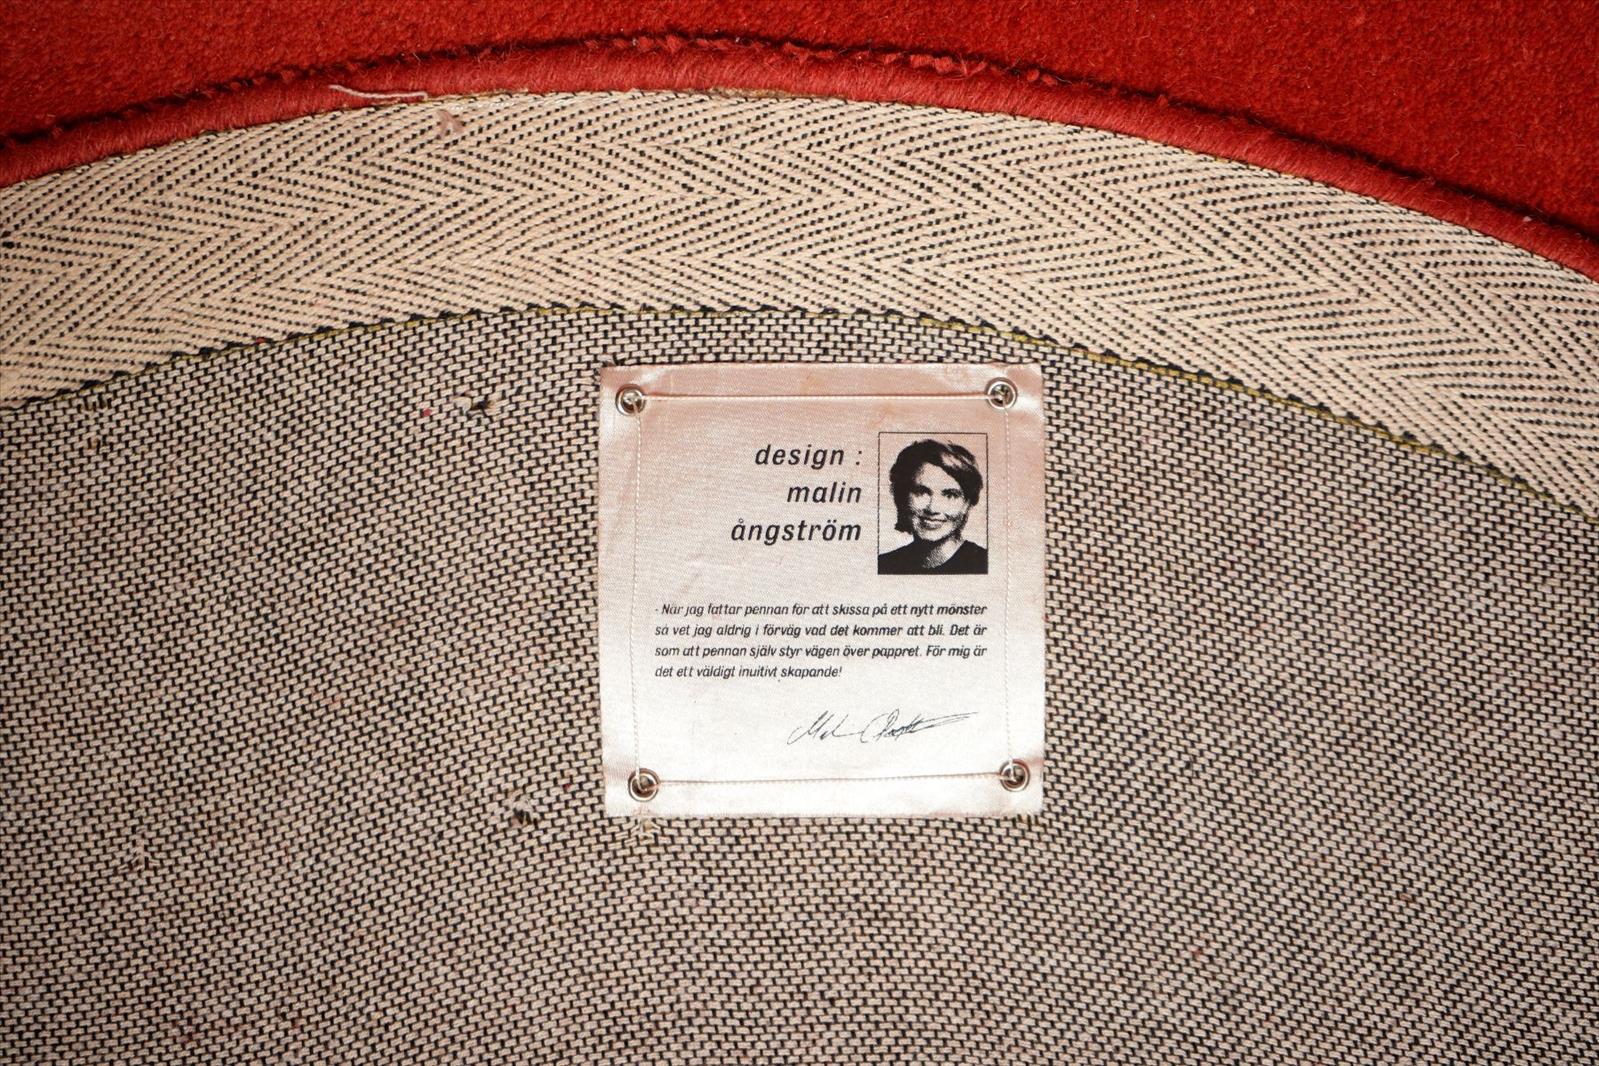 design :
malin
ångström
- När jag fattar pennan för att skissa på ett nytt mönster
så vet jag aldrig i förväg vad det kommer att bli. Det är
som att pennan själv styr vägen över pappret. För mig är
det ett väldigt inuitivt skapande!